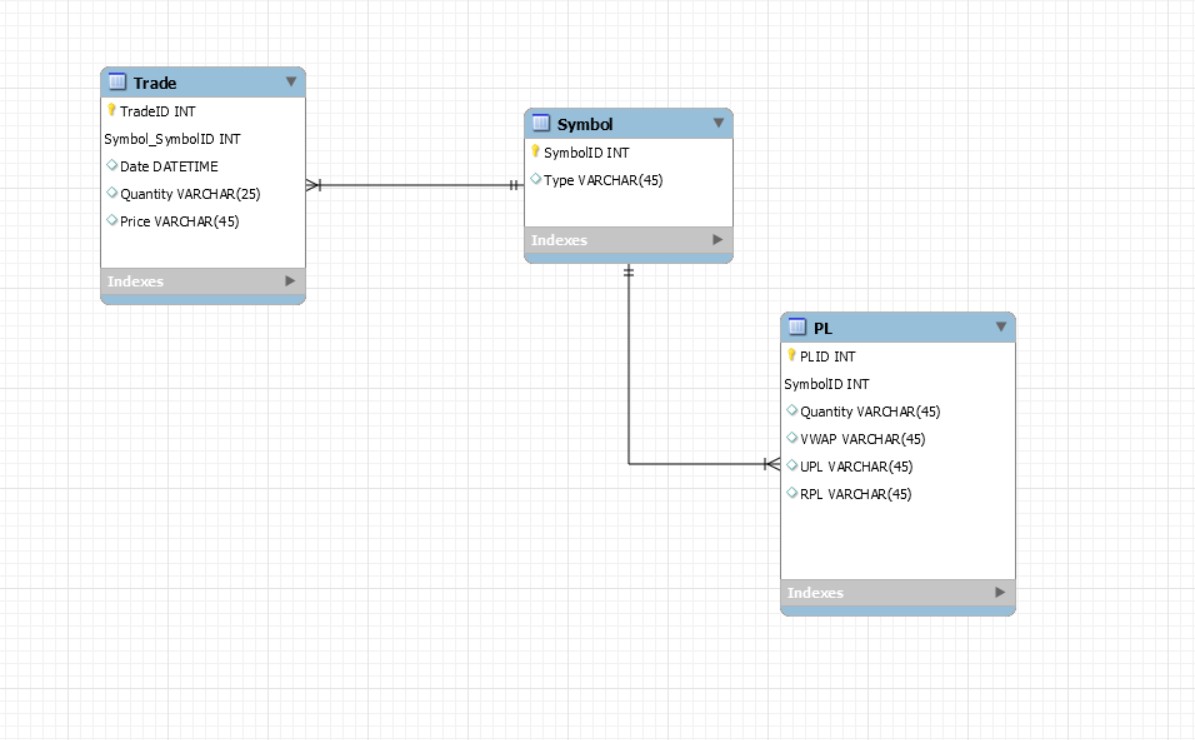 Trade
TradeID INT
Symbol_SymbolID INT
Date DATETIME
Quantity VARCHAR(25)
Price VARCHAR(45)
Indexes
Symbol
SymbolID INT
Type VARCHAR(45)
Indexes
PL
PLID INT
SymbolID INT
Quantity VARCHAR(45)
VWAP VARCHAR(45)
UPL VARCHAR(45)
RPL VARCHAR(45)
Indexes